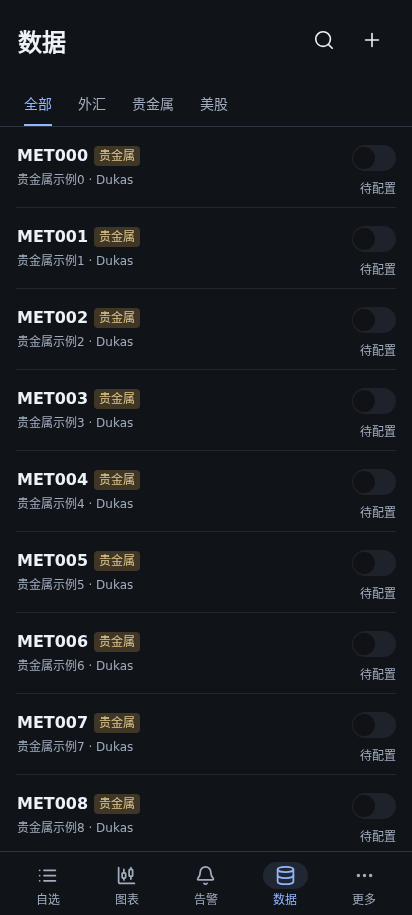 数据
全部 外汇 贵金属 美股
MET000 贵金属
贵金属示例0 · Dukas
待配置
MET001 贵金属
贵金属示例1 · Dukas
待配置
MET002 贵金属
贵金属示例2 · Dukas
待配置
MET003 贵金属
贵金属示例3 · Dukas
待配置
MET004 贵金属
贵金属示例4 · Dukas
待配置
MET005 贵金属
贵金属示例5 · Dukas
待配置
MET006 贵金属
贵金属示例6 · Dukas
待配置
MET007 贵金属
贵金属示例7 · Dukas
待配置
MET008 贵金属
贵金属示例8 · Dukas
待配置
自选 图表 告警 数据 更多